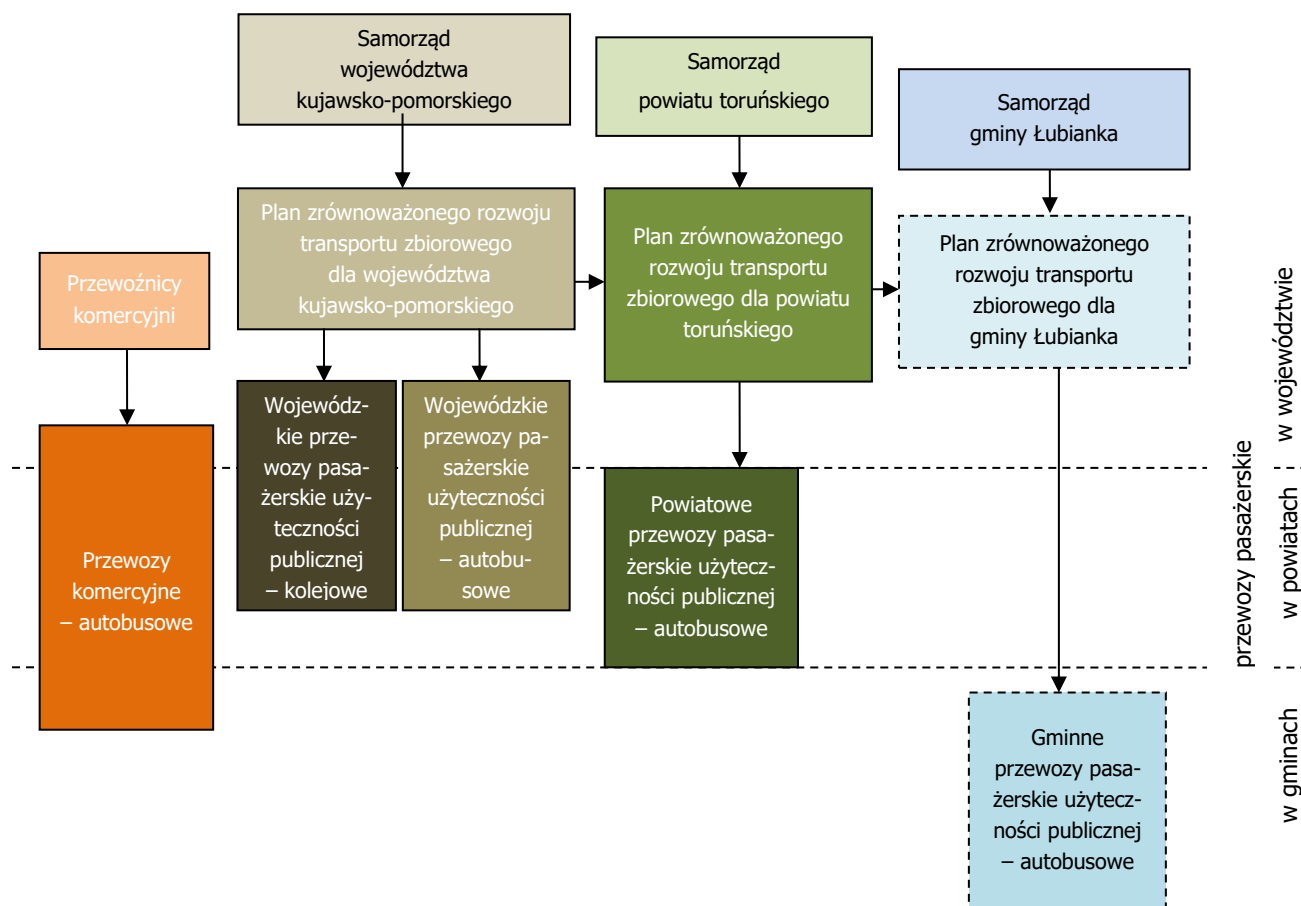 Samorząd
województwa
kujawsko-pomorskiego
Samorząd
powiatu toruńskiego
Samorząd
gminy Łubianka
Plan zrównoważonego rozwoju
transportu zbiorowego
dla województwa
kujawsko-pomorskiego
Plan zrównoważonego
rozwoju transportu
zbiorowego dla powiatu
toruńskiego
Plan zrównoważonego
rozwoju transportu
zbiorowego dla
gminy Łubianka
Przewoźnicy
komercyjni
Wojewódz-
kie prze-
wozy pasa-
żerskie uży-
teczności
publicznej
– kolejowe
Wojewódzkie
przewozy pa-
sażerskie
użyteczności
publicznej
– autobu-
sowe
Przewozy
komercyjne
– autobusowe
Powiatowe
przewozy pasa-
żerskie użytecz-
ności publicznej
– autobusowe
Gminne
przewozy pasa-
żerskie użytecz-
ności publicznej
– autobusowe
przewozy pasażerskie
w województwie
w powiatach
w gminach